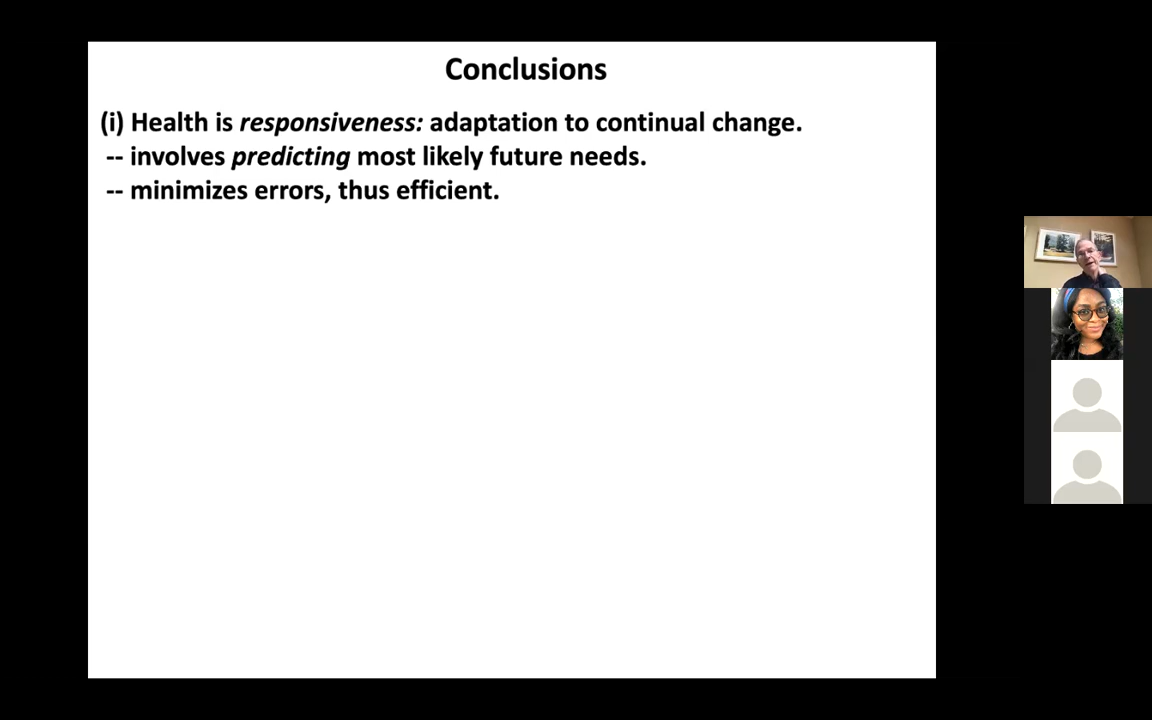 Conclusions
(i) Health is responsiveness: adaptation to continual change.
-- involves predicting most likely future needs.
-- minimizes errors, thus efficient.